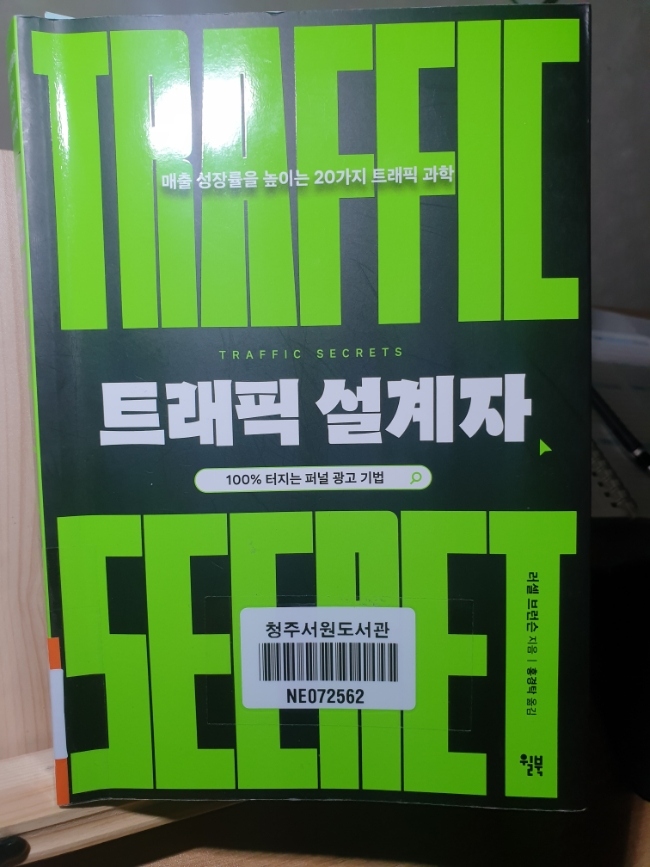 TRAFFIC
매출 성장률을 높이는 20가지 트래픽 과학
TRAFFIC SECRETS
트래픽 설계자
100% 터지는 퍼널 광고 기법
SECRET
청주서원도서관
NE072562
러셀 브런슨 지음 | 홍경탁 옮김
윌북